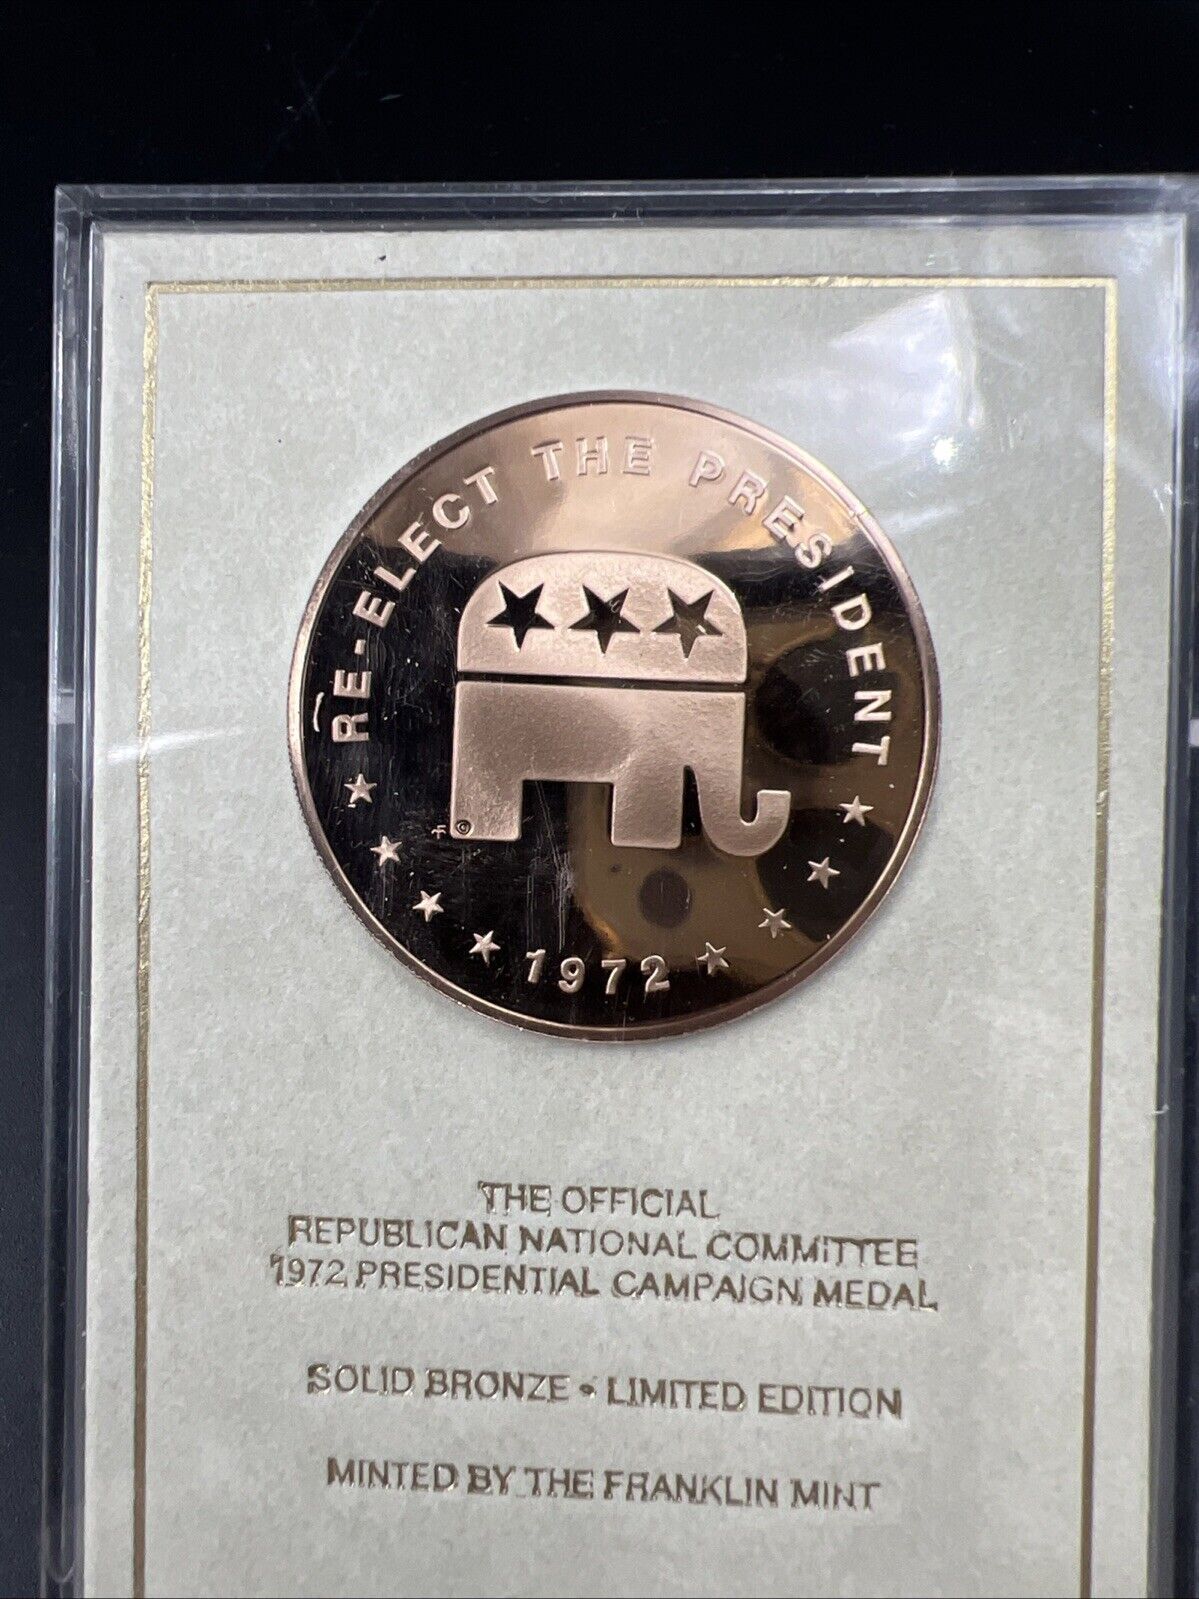 RE-ELECT THE PRESIDENT
©
1972
THE OFFICIAL
REPUBLICAN NATIONAL COMMITTEE
1972 PRESIDENTIAL CAMPAIGN MEDAL
SOLID BRONZE • LIMITED EDITION
MINTED BY THE FRANKLIN MINT